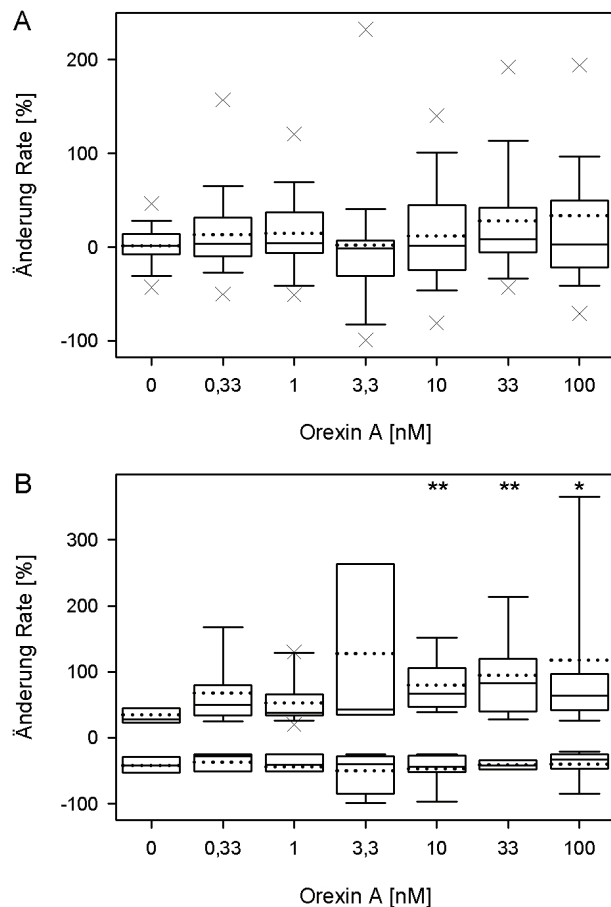 A
Änderung Rate [%]
200
100
0
-100
0 0,33 1 3,3 10 33 100
Orexin A [nM]
B
** ** *
Änderung Rate [%]
300
200
100
0
-100
0 0,33 1 3,3 10 33 100
Orexin A [nM]